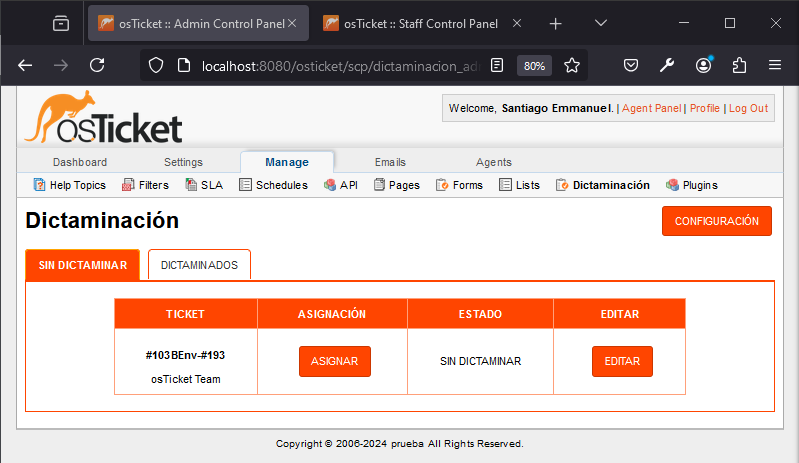 osTicket :: Admin Control Panel
osTicket :: Staff Control Panel
localhost:8080/osticket/scp/dictaminacion_ad
80%
osTicket
Welcome, Santiago Emmanuel. | Agent Panel | Profile | Log Out
Dashboard Settings Manage Emails Agents
Help Topics Filters SLA Schedules API Pages Forms Lists Dictaminación Plugins
Dictaminación
CONFIGURACIÓN
SIN DICTAMINAR DICTAMINADOS
TICKET ASIGNACIÓN ESTADO EDITAR
#103BEnv-#193
osTicket Team
ASIGNAR
SIN DICTAMINAR
EDITAR
Copyright © 2006-2024 prueba All Rights Reserved.